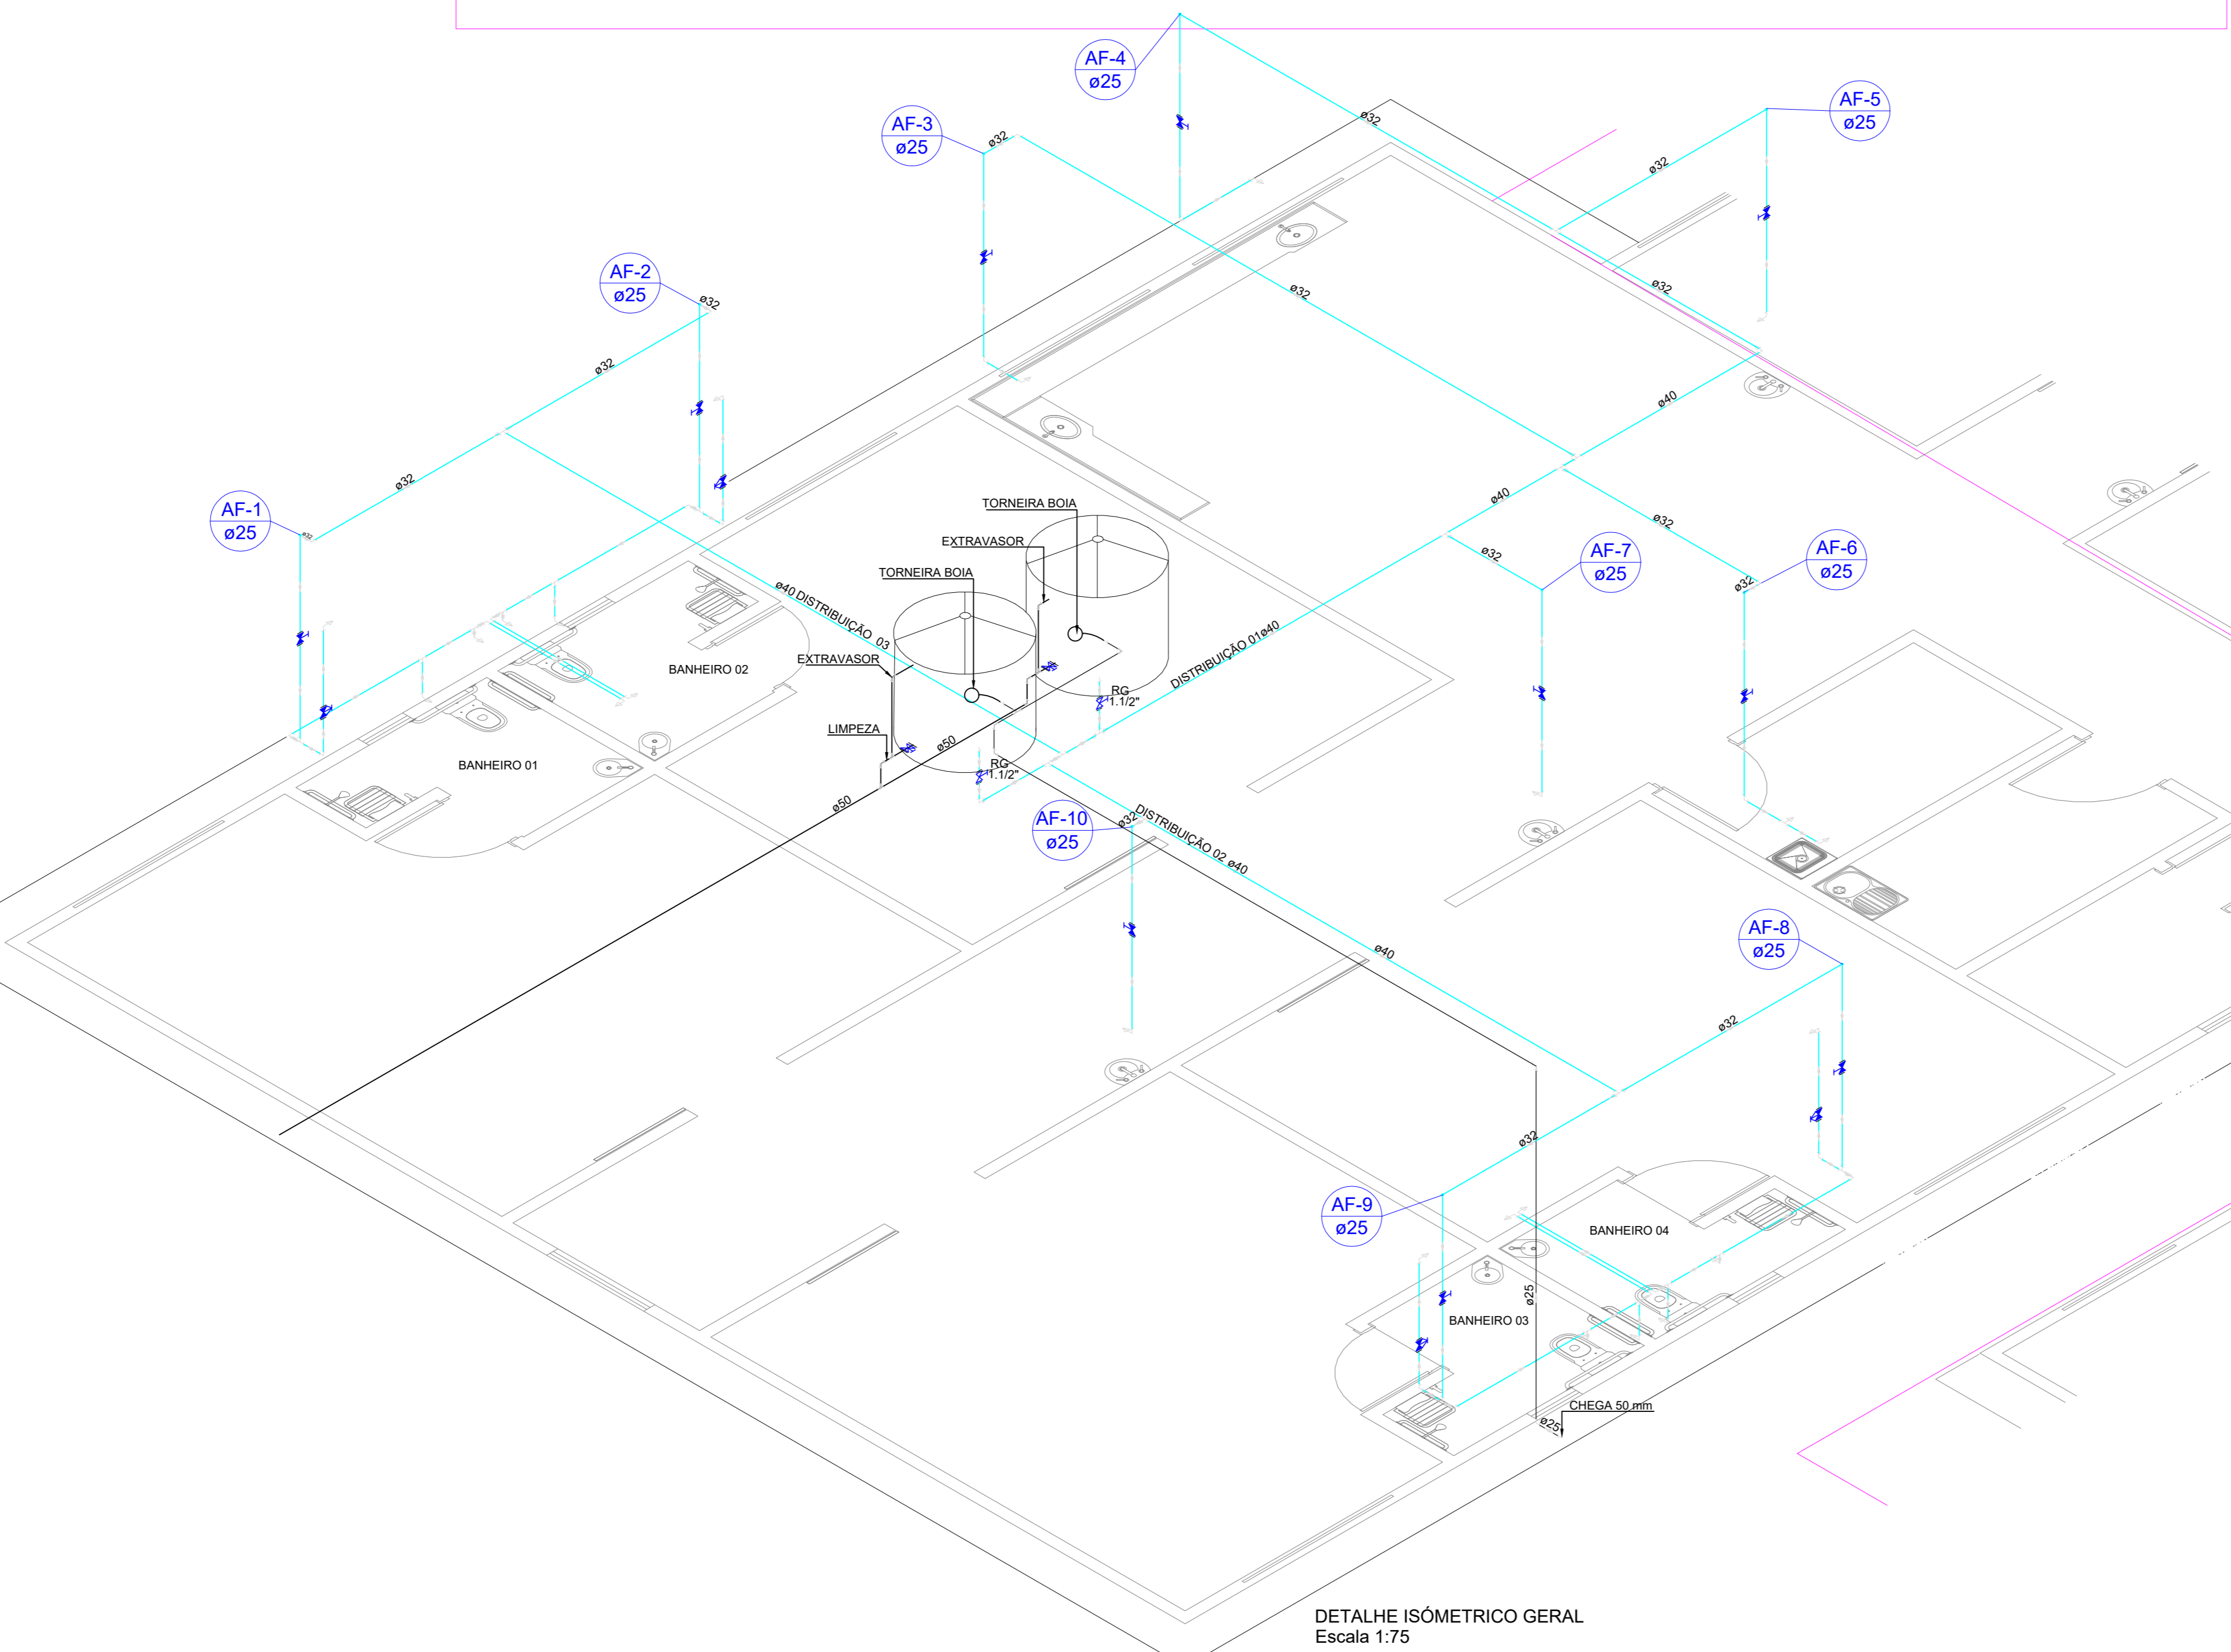 AF-4
ø25
AF-5
ø25
AF-3
ø25
ø32
ø32
ø32
AF-2
ø25
ø32
ø32
ø32
ø32
ø40
ø32
AF-1
ø25
ø32
ø40
ø32
TORNEIRA BOIA
EXTRAVASOR
TORNEIRA BOIA
ø32
AF-7
ø25
AF-6
ø25
ø32
ø40 DISTRIBUIÇÃO 03
EXTRAVASOR
BANHEIRO 02
DISTRIBUIÇÃO 01ø40
RG
1.1/2"
LIMPEZA
ø50
RG
1.1/2"
BANHEIRO 01
ø50
AF-10
ø25
ø32
DISTRIBUIÇÃO 02 ø40
ø40
AF-8
ø25
ø32
ø32
AF-9
ø25
BANHEIRO 04
ø25
BANHEIRO 03
CHEGA 50 mm
ø25
DETALHE ISÓMETRICO GERAL
Escala 1:75